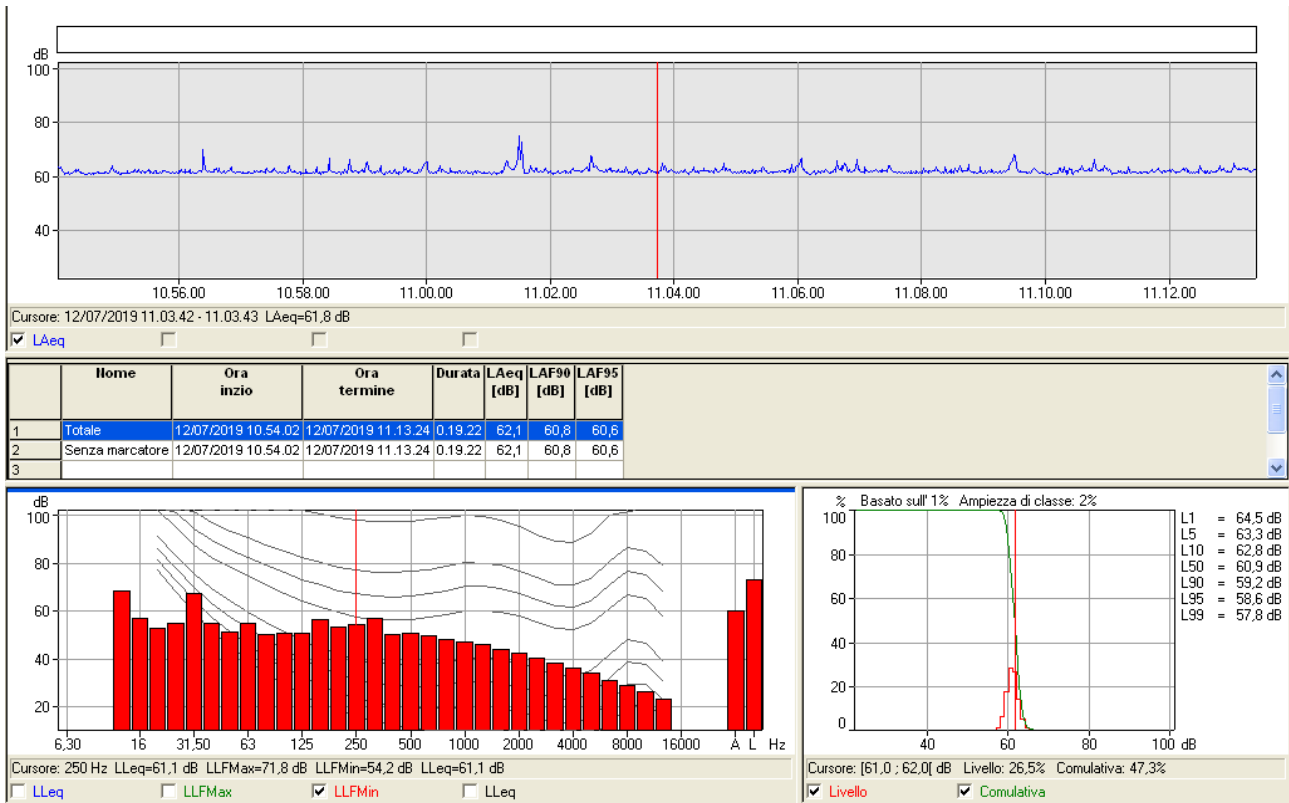 dB
100
80
60
40
10.56.00 10.58.00 11.00.00 11.02.00 11.04.00 11.06.00 11.08.00 11.10.00 11.12.00
Cursore: 12/07/2019 11.03.42 - 11.03.43 LAeq=61,8 dB
LAeq
Nome Ora inzio Ora termine Durata LAeq [dB] LAF90 [dB] LAF95 [dB]
1 Totale 12/07/2019 10.54.02 12/07/2019 11.13.24 0.19.22 62,1 60,8 60,6
2 Senza marcatore 12/07/2019 10.54.02 12/07/2019 11.13.24 0.19.22 62,1 60,8 60,6
3
dB
100
80
60
40
20
6,30 16 31,50 63 125 250 500 1000 2000 4000 8000 16000 A L Hz
Cursore: 250 Hz LLeq=61,1 dB LLFMax=71,8 dB LLFMin=54,2 dB LLeq=61,1 dB
LLeq LLFMax LLFMin LLeq
% Basato sull' 1% Ampiezza di classe: 2%
100
80
60
40
20
0
40 60 80 100 dB
L1 = 64,5 dB
L5 = 63,3 dB
L10 = 62,8 dB
L50 = 60,9 dB
L90 = 59,2 dB
L95 = 58,6 dB
L99 = 57,8 dB
Cursore: [61,0 ; 62,0[ dB Livello: 26,5% Comulativa: 47,3%
Livello Comulativa